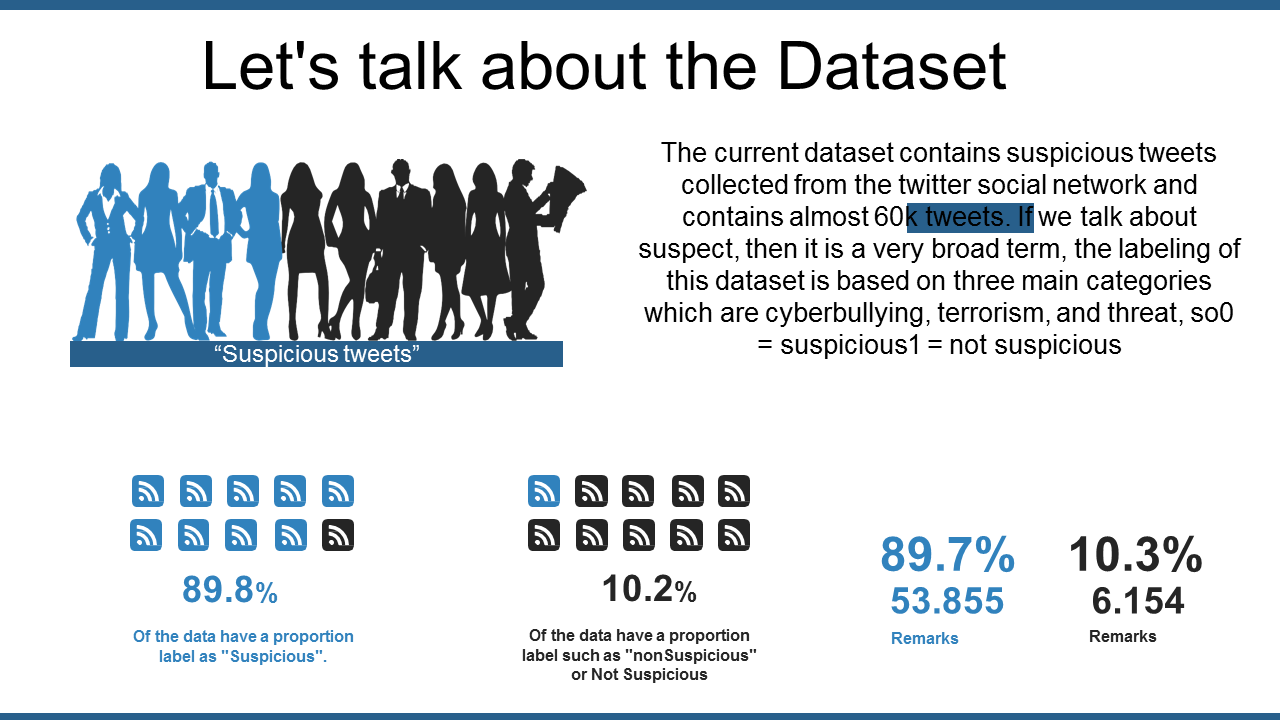 Let's talk about the Dataset
The current dataset contains suspicious tweets
collected from the twitter social network and
contains almost 60k tweets. If we talk about
suspect, then it is a very broad term, the labeling of
this dataset is based on three main categories
which are cyberbullying, terrorism, and threat, so0
= suspicious1 = not suspicious
“Suspicious tweets”
89.8%
Of the data have a proportion
label as "Suspicious".
10.2%
Of the data have a proportion
label such as "nonSuspicious"
or Not Suspicious
89.7%
53.855
Remarks
10.3%
6.154
Remarks